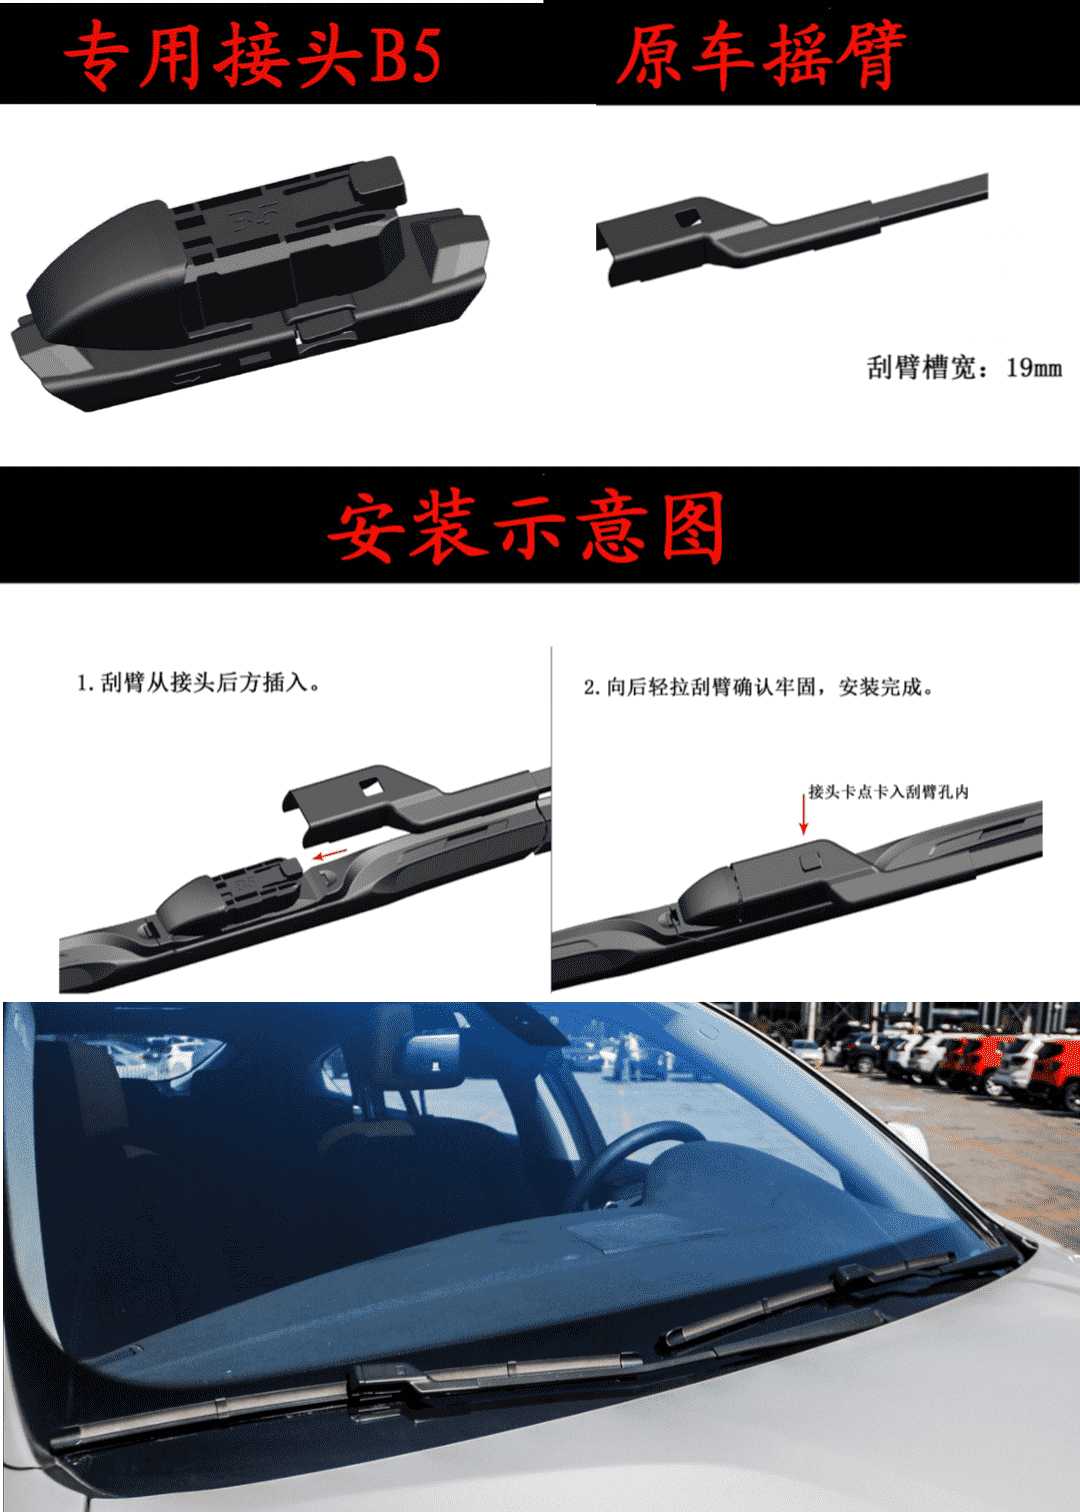 专用接头B5
原车摇臂
B5
刮臂槽宽：19mm
安装示意图
1.刮臂从接头后方插入。
2.向后轻拉刮臂确认牢固，安装完成。
接头卡点卡入刮臂孔内
B5